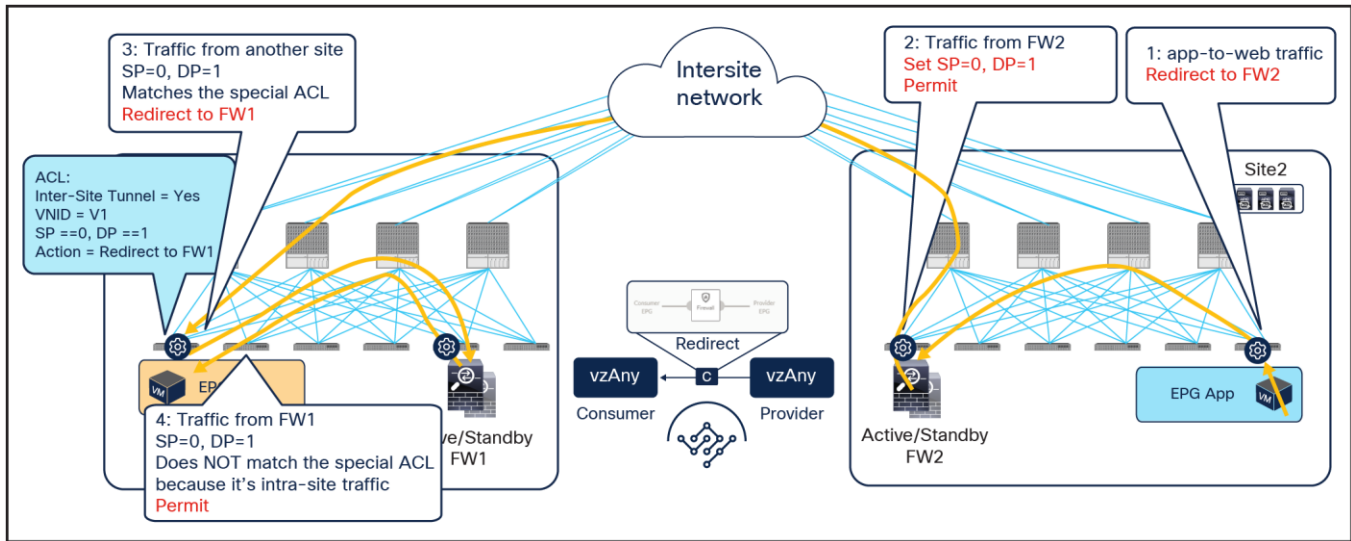 3: Traffic from another site
SP=0, DP=1
Matches the special ACL
Redirect to FW1
Intersite
network
2: Traffic from FW2
Set SP=0, DP=1
Permit
1: app-to-web traffic
Redirect to FW2
ACL:
Inter-Site Tunnel = Yes
VNID = V1
SP ==0, DP ==1
Action = Redirect to FW1
Site2
Consumer
EPG
Firewall
Provider
EPG
Redirect
vzAny
C
vzAny
Consumer
Provider
VM
EP
4: Traffic from FW1
SP=0, DP=1
Does NOT match the special ACL
because it's intra-site traffic
Permit
ve/Standby
FW1
Active/Standby
FW2
EPG App
VM